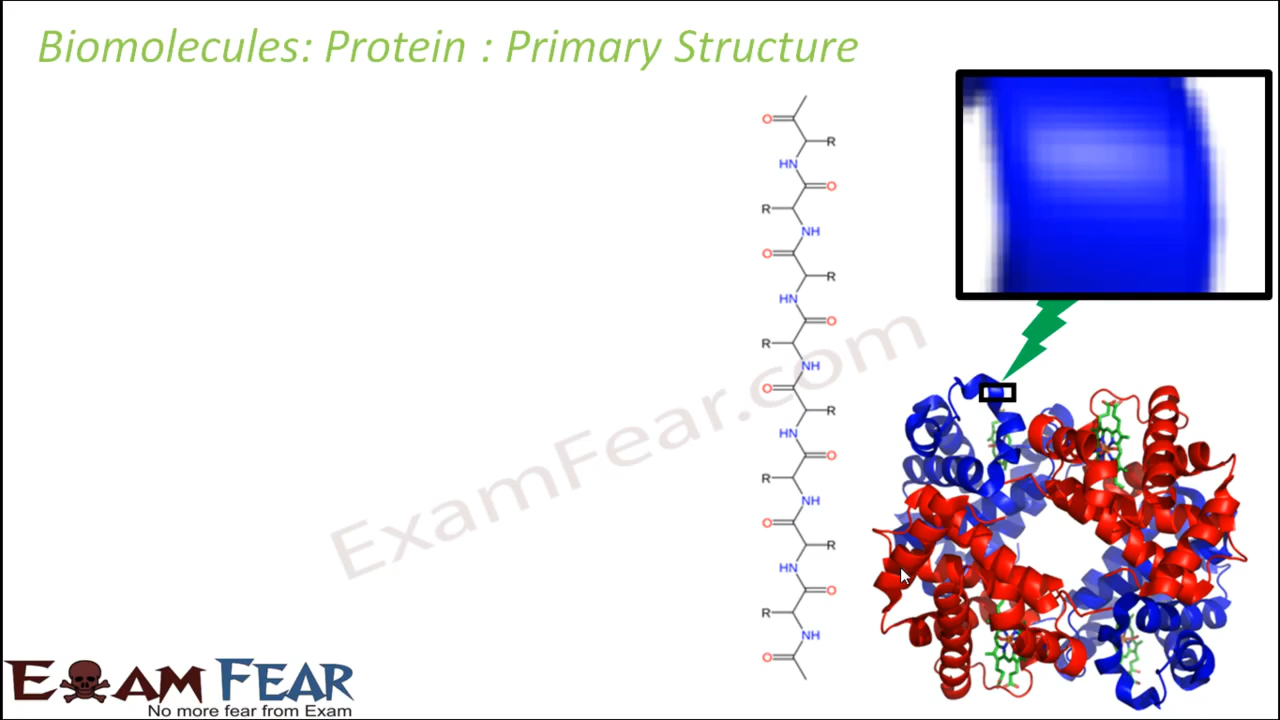 Biomolecules: Protein : Primary Structure
O
R
HN
O
R
NH
O
R
HN
O
R
NH
O
R
HN
O
R
NH
O
R
HN
O
R
NH
O
ExamFear.com
EXAM FEAR
No more fear from Exam